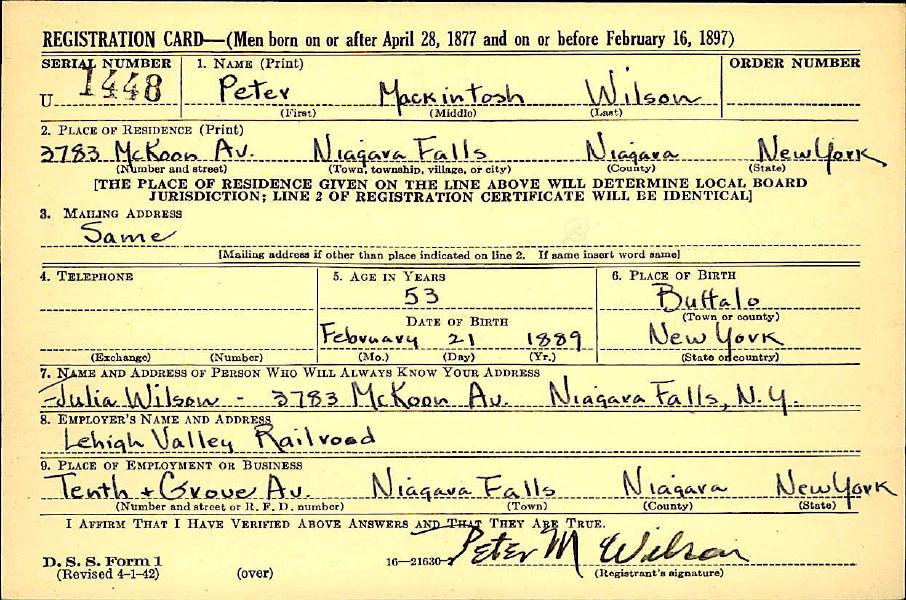 REGISTRATION CARD—(Men born on or after April 28, 1877 and on or before February 16, 1897)
SERIAL NUMBER 1. NAME (Print) ORDER NUMBER
U 1448 Peter Mackintosh Wilson
(First) (Middle) (Last)
2. PLACE OF RESIDENCE (Print)
3783 McKoon Av. Niagara Falls Niagara New York
(Number and street) (Town, township, village, or city) (County) (State)
[THE PLACE OF RESIDENCE GIVEN ON THE LINE ABOVE WILL DETERMINE LOCAL BOARD
JURISDICTION; LINE 2 OF REGISTRATION CERTIFICATE WILL BE IDENTICAL]
3. MAILING ADDRESS
Same
[Mailing address if other than place indicated on line 2. If same insert word same]
4. TELEPHONE 5. AGE IN YEARS 6. PLACE OF BIRTH
53 Buffalo
DATE OF BIRTH (Town or county)
February 21 1889 New York
(Exchange) (Number) (Mo.) (Day) (Yr.) (State or country)
7. NAME AND ADDRESS OF PERSON WHO WILL ALWAYS KNOW YOUR ADDRESS
Julia Wilson - 3783 McKoon Av. Niagara Falls, N.Y.
8. EMPLOYER'S NAME AND ADDRESS
Lehigh Valley Railroad
9. PLACE OF EMPLOYMENT OR BUSINESS
Tenth + Grove Av. Niagara Falls Niagara New York
(Number and street or R. F. D. number) (Town) (County) (State)
I AFFIRM THAT I HAVE VERIFIED ABOVE ANSWERS AND THAT THEY ARE TRUE.
D. S. S. Form 1 16—21630-2 Peter M Wilson
(Revised 4-1-42) (over) (Registrant's signature)